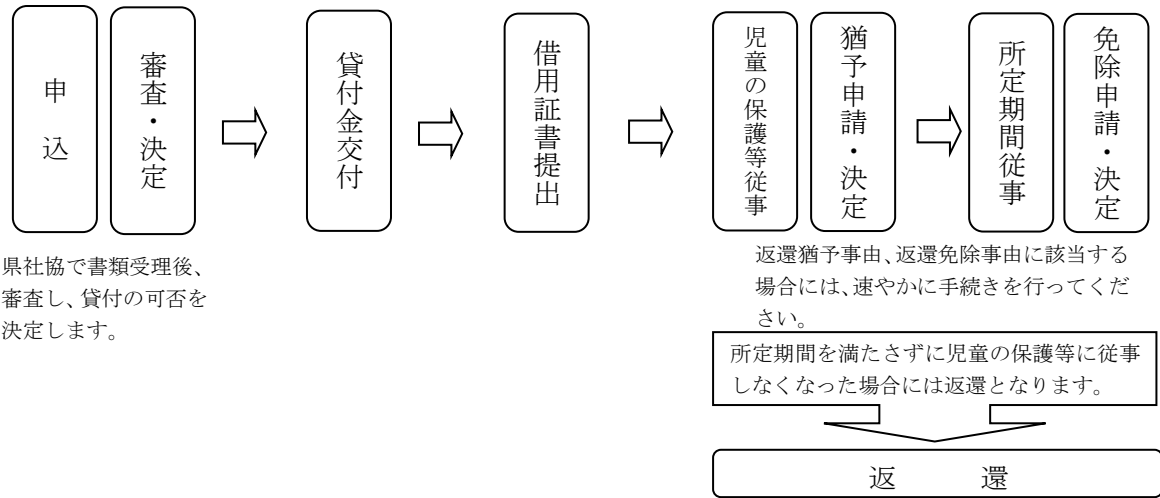 申込
審査・決定
貸付金交付
借用証書提出
児童の保護等従事
猶予申請・決定
所定期間従事
免除申請・決定
県社協で書類受理後、
審査し、貸付の可否を
決定します。
返還猶予事由、返還免除事由に該当する
場合には、速やかに手続きを行ってくだ
さい。
所定期間を満たさずに児童の保護等に従事
しなくなった場合には返還となります。
返還